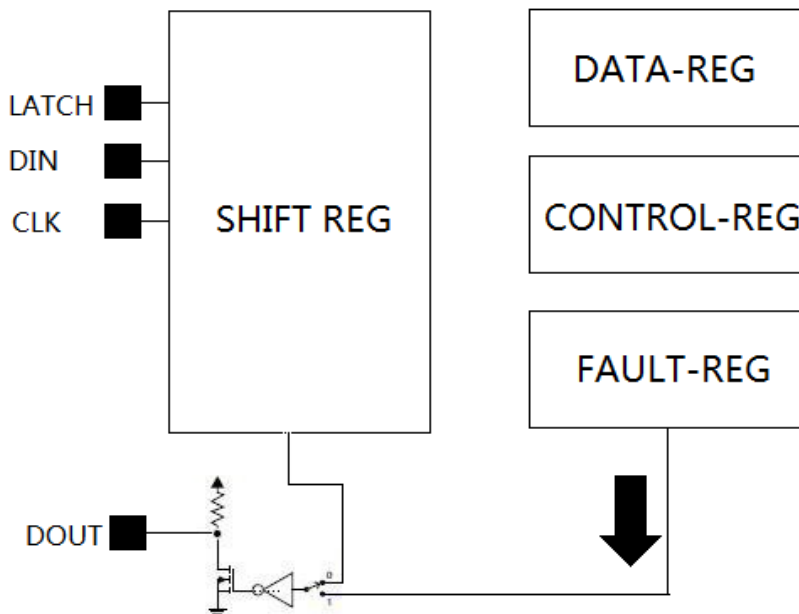 DATA-REG
LATCH
DIN
CLK
SHIFT REG
CONTROL-REG
FAULT-REG
DOUT
0
1